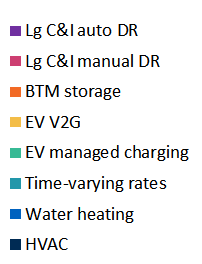 Lg C&I auto DR
Lg C&I manual DR
BTM storage
EV V2G
EV managed charging
Time-varying rates
Water heating
HVAC